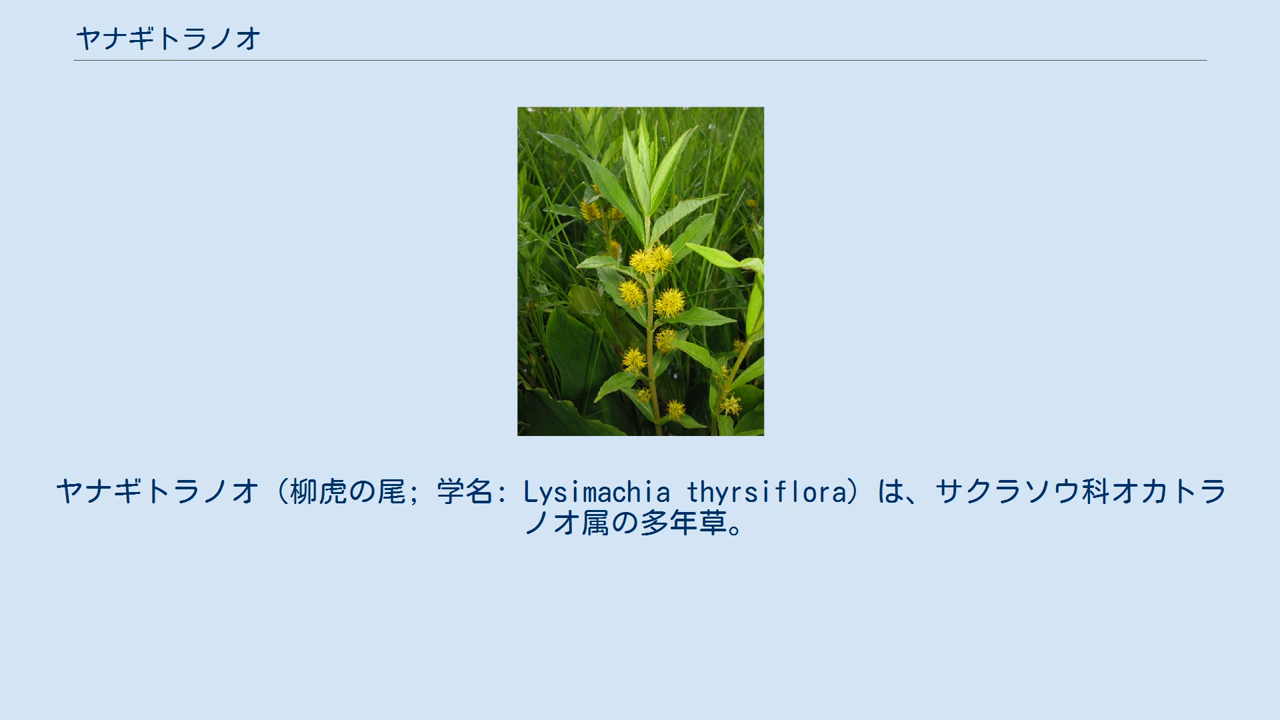 ヤナギトラノオ
ヤナギトラノオ（柳虎の尾; 学名: Lysimachia thyrsiflora）は、サクラソウ科オカトラ
ノオ属の多年草。